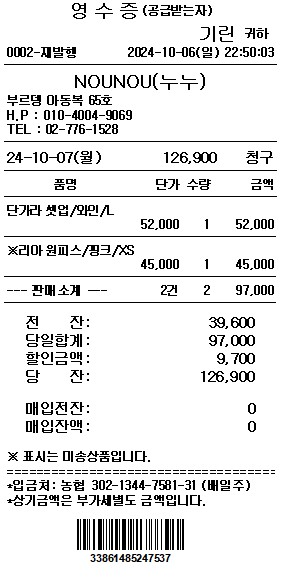 영 수 증(공급받는자)
기린 귀하
0002-재발행 2024-10-06(일) 22:50:03
NOUNOU(누누)
부르뎅 아동복 65호
H.P : 010-4004-9069
TEL : 02-776-1528
24-10-07(월) 126,900 청구
품명 단가 수량 금액
단가라 셋업/와인/L
52,000 1 52,000
※리아 원피스/핑크/XS
45,000 1 45,000
--- 판매 소계 --- 2건 2 97,000
전 잔: 39,600
당일합계: 97,000
할인금액: 9,700
당 잔: 126,900
매입전잔: 0
매입잔액: 0
※ 표시는 미송상품입니다.
=====================================
*입금처: 농협 302-1344-7581-31 (배일주)
*상기금액은 부가세별도 금액입니다.
33861485247537